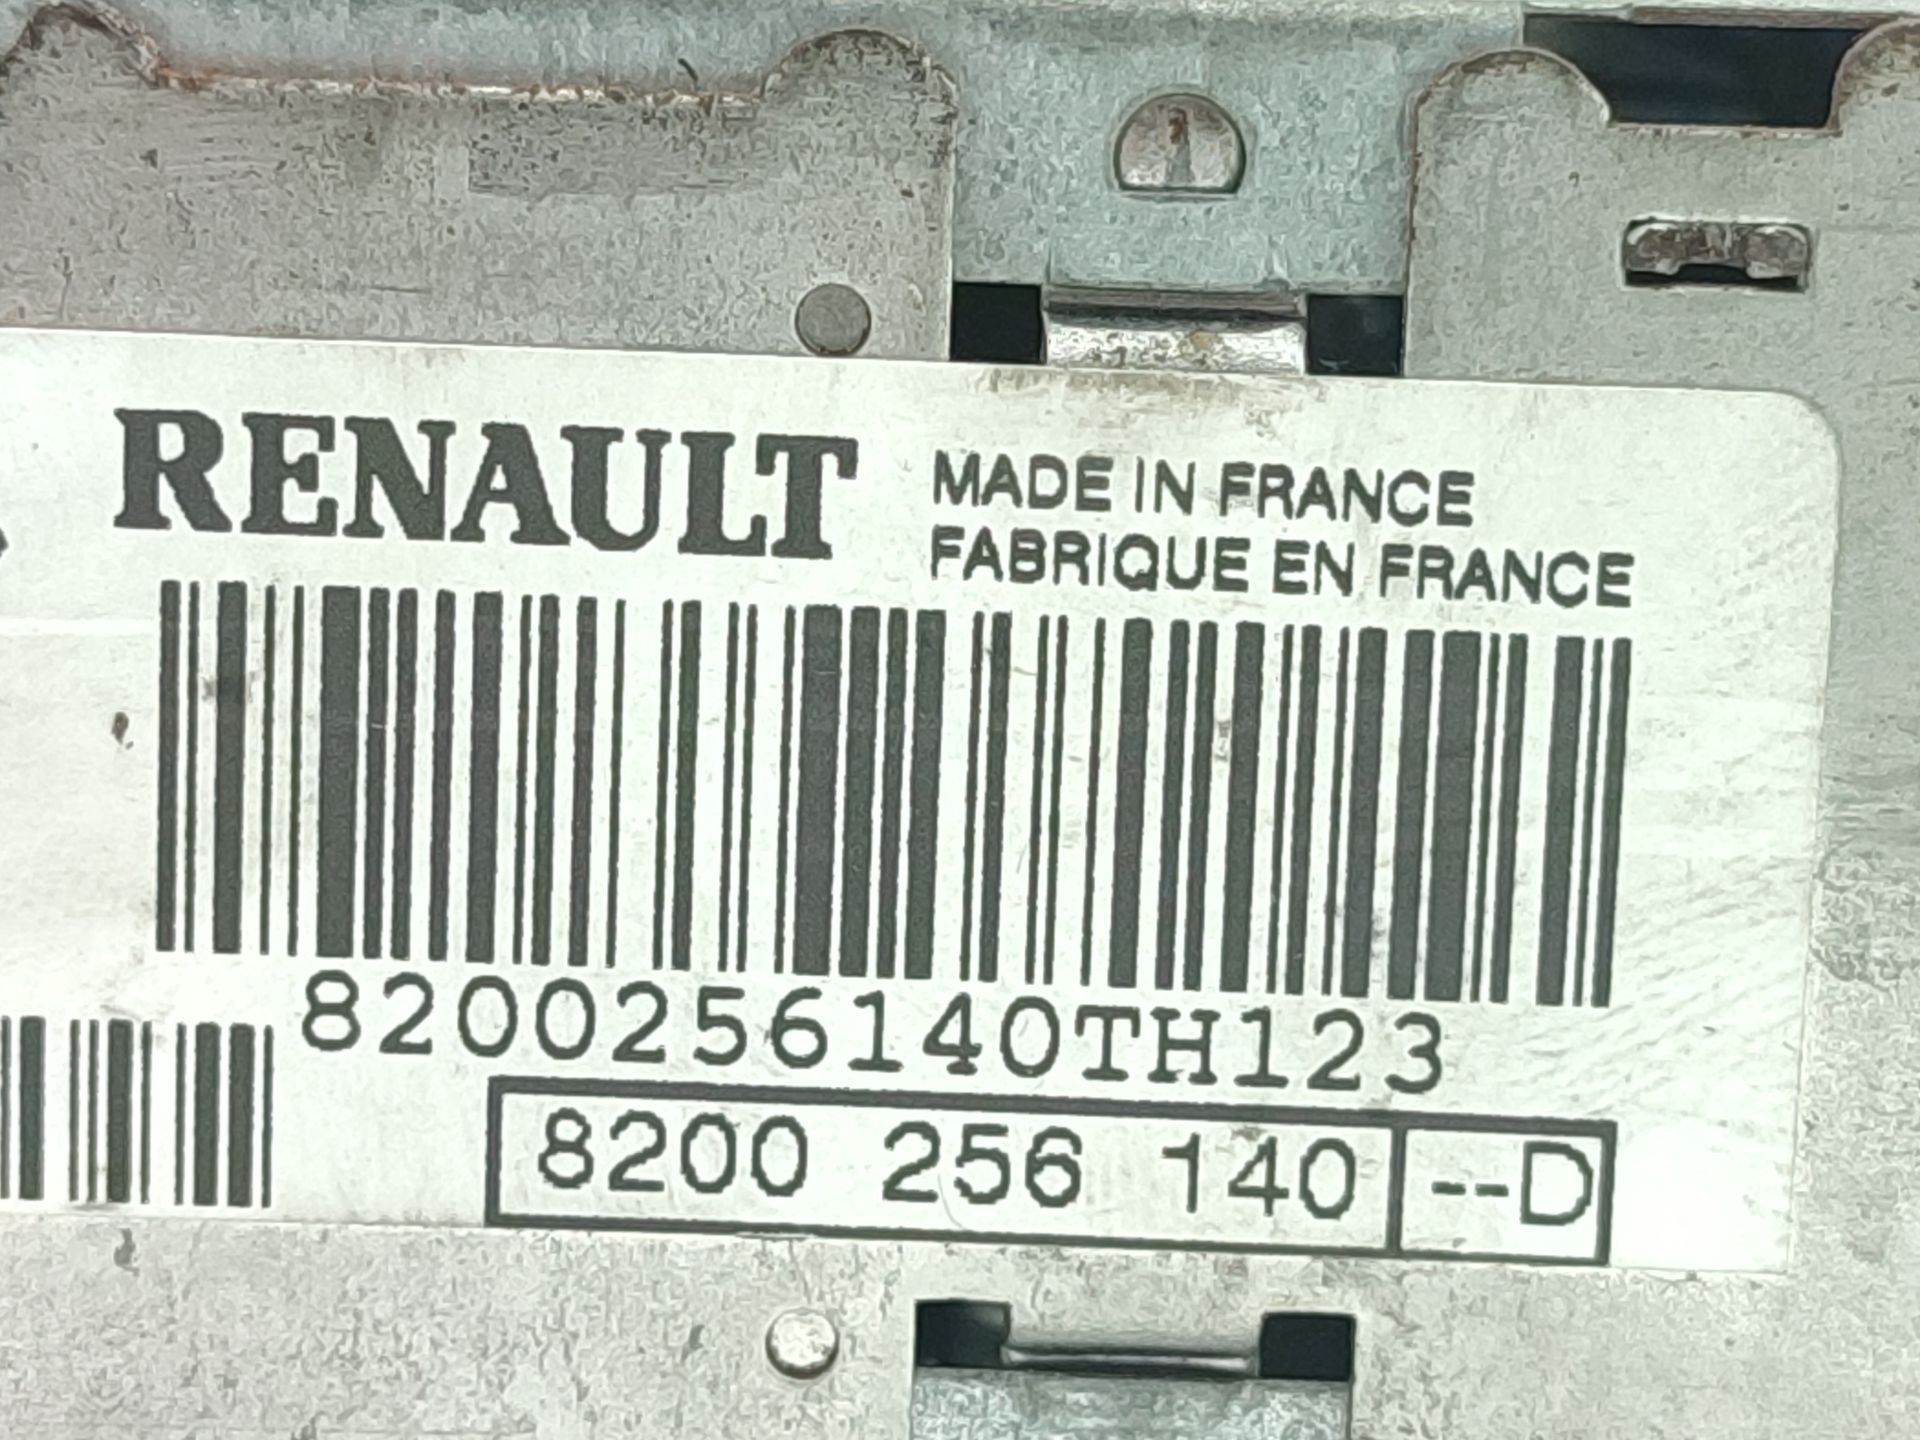 RENAULT
MADE IN FRANCE
FABRIQUE EN FRANCE
8200256140TH123
8200 256 140 --D